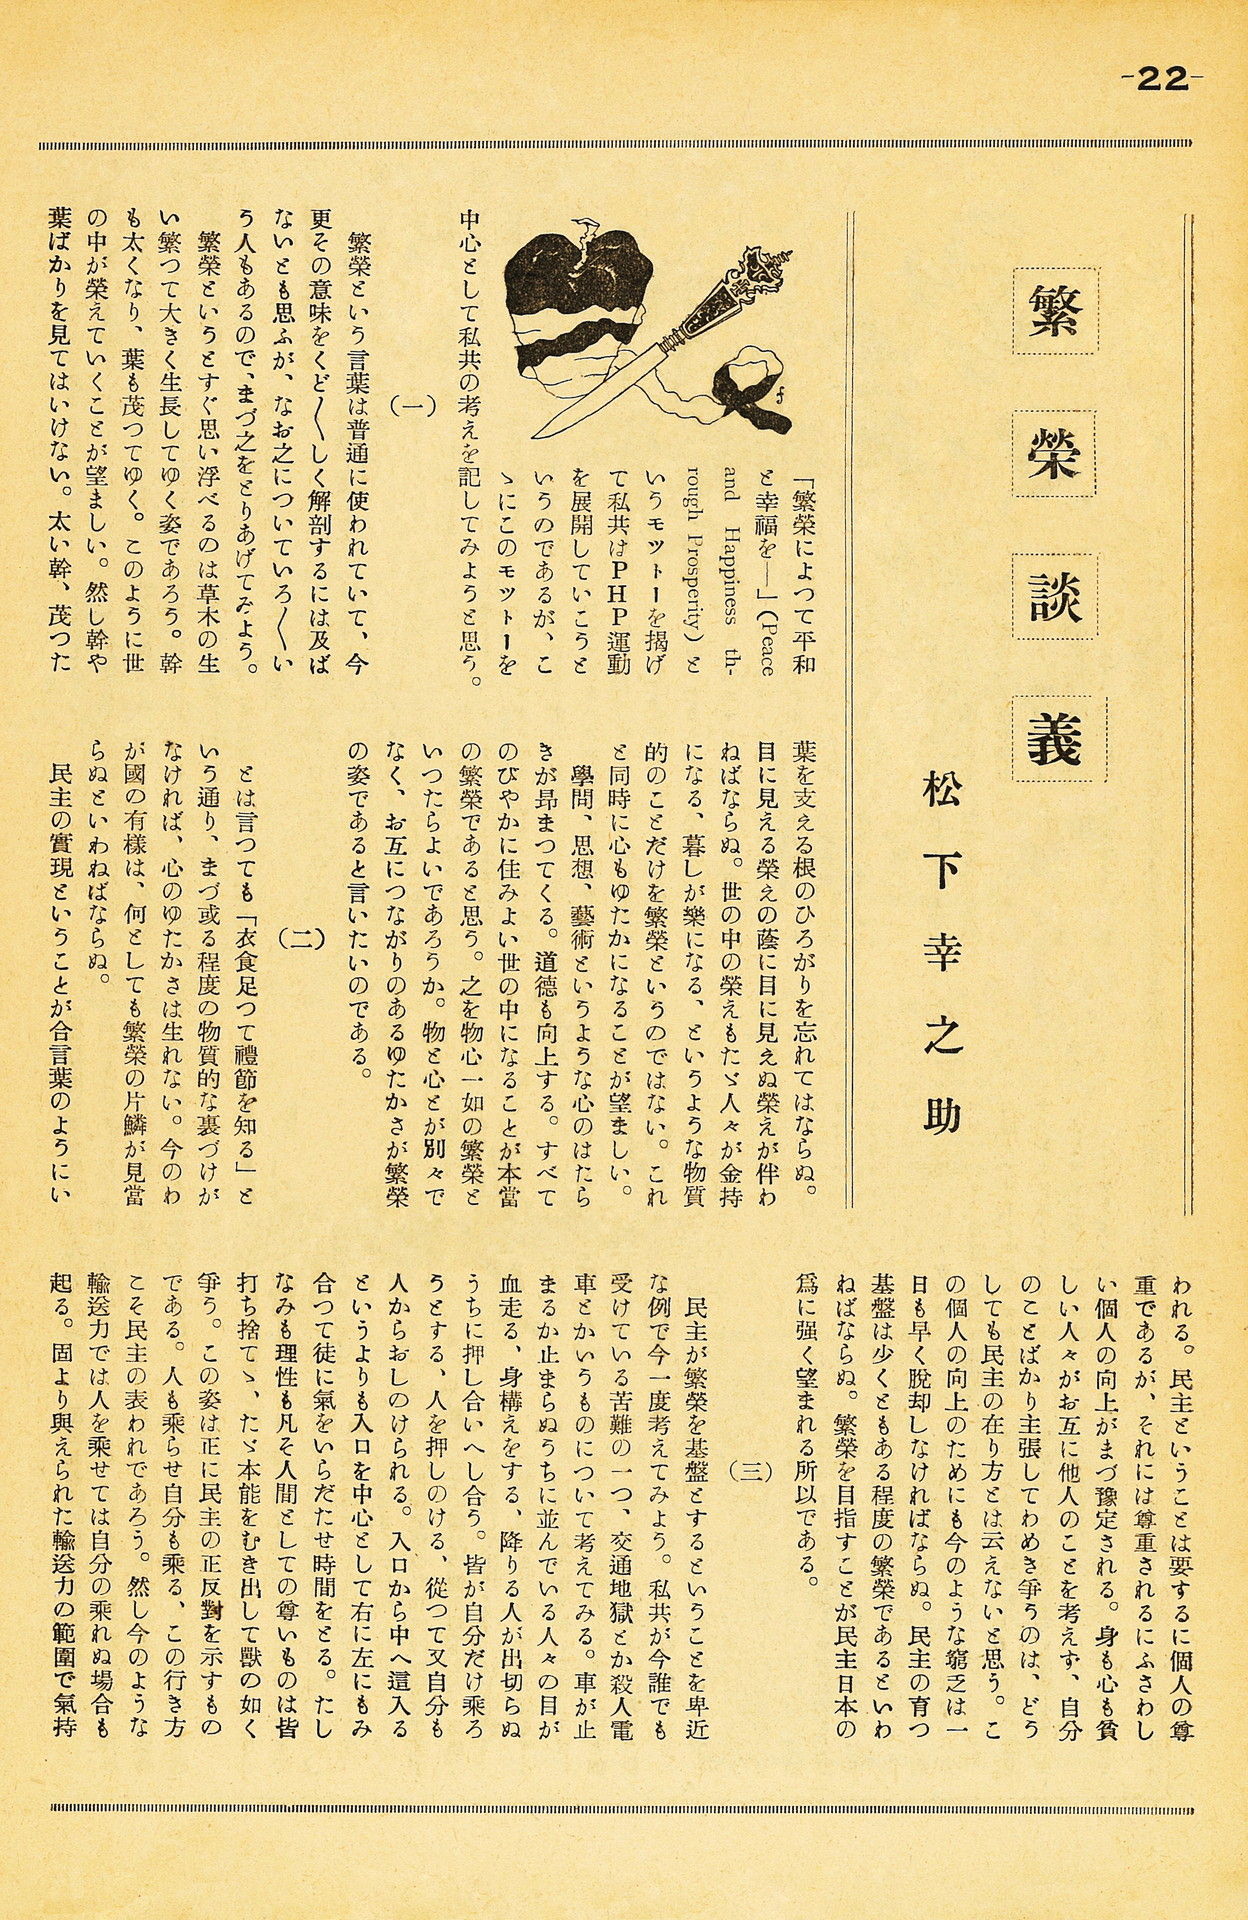 -22-
繁榮談義
松下幸之助
「繁榮によつて平和
と幸福を―」(Peace
and Happiness th-
rough Prosperity)と
いうモットーを掲げ
て私共はＰＨＰ運動
を展開していこうと
いうのであるが、こ
ゝにこのモットーを
中心として私共の考えを記してみようと思う。
(一)
繁榮という言葉は普通に使われていて、今
更その意味をくど〱しく解剖するには及ば
ないとも思ふが、なお之についていろ〱い
う人もあるので、まづ之をとりあげてみよう。
繁榮というとすぐ思い浮べるのは草木の生
い繁つて大きく生長してゆく姿であろう。幹
も太くなり、葉も茂つてゆく。このように世
の中が榮えていくことが望ましい。然し幹や
葉ばかりを見てはいけない。太い幹、茂つた
葉を支える根のひろがりを忘れてはならぬ。
目に見える榮えの蔭に目に見えぬ榮えが伴わ
ねばならぬ。世の中の榮えもたゞ人々が金持
になる、暮しが樂になる、というような物質
的のことだけを繁榮というのではない。これ
と同時に心もゆたかになることが望ましい。
學問、思想、藝術というような心のはたら
きが昻まつてくる。道德も向上する。すべて
のびやかに住みよい世の中になることが本當
の繁榮であると思う。之を物心一如の繁榮と
いつたらよいであろうか。物と心とが別々で
なく、お互につながりのあるゆたかさが繁榮
の姿であると言いたいのである。
(二)
とは言つても「衣食足つて禮節を知る」と
いう通り、まづ或る程度の物質的な裏づけが
なければ、心のゆたかさは生れない。今のわ
が國の有樣は、何としても繁榮の片鱗が見當
らぬといわねばならぬ。
民主の實現ということが合言葉のようにい
われる。民主ということは要するに個人の尊
重であるが、それには尊重されるにふさわし
い個人の向上がまづ豫定される。身も心も貧
しい人々がお互に他人のことを考えず、自分
のことばかり主張してわめき爭うのは、どう
しても民主の在り方とは云えないと思う。こ
の個人の向上のためにも今のような窮乏は一
日も早く脫却しなければならぬ。民主の育つ
基盤は少くともある程度の繁榮であるといわ
ねばならぬ。繁榮を目指すことが民主日本の
爲に强く望まれる所以である。
(三)
民主が繁榮を基盤とするということを卑近
な例で今一度考えてみよう。私共が今誰でも
受けている苦難の一つ、交通地獄とか殺人電
車とかいうものについて考えてみる。車が止
まるか止まらぬうちに並んでいる人々の目が
血走る、身構えをする、降りる人が出切らぬ
うちに押し合いへし合う。皆が自分だけ乘ろ
うとする、人を押しのける、從つて又自分も
人からおしのけられる。入口から中へ這入る
というよりも入口を中心として右に左にもみ
合つて徒に氣をいらだたせ時間をとる。たし
なみも理性も凡そ人間としての尊いものは皆
打ち捨てゝ、たゞ本能をむき出して獸の如く
爭う。この姿は正に民主の正反對を示すもの
である。人も乘らせ自分も乘る、この行き方
こそ民主の表われであろう。然し今のような
輸送力では人を乘せては自分の乘れぬ場合も
起る。固より與えられた輸送力の範圍で氣持